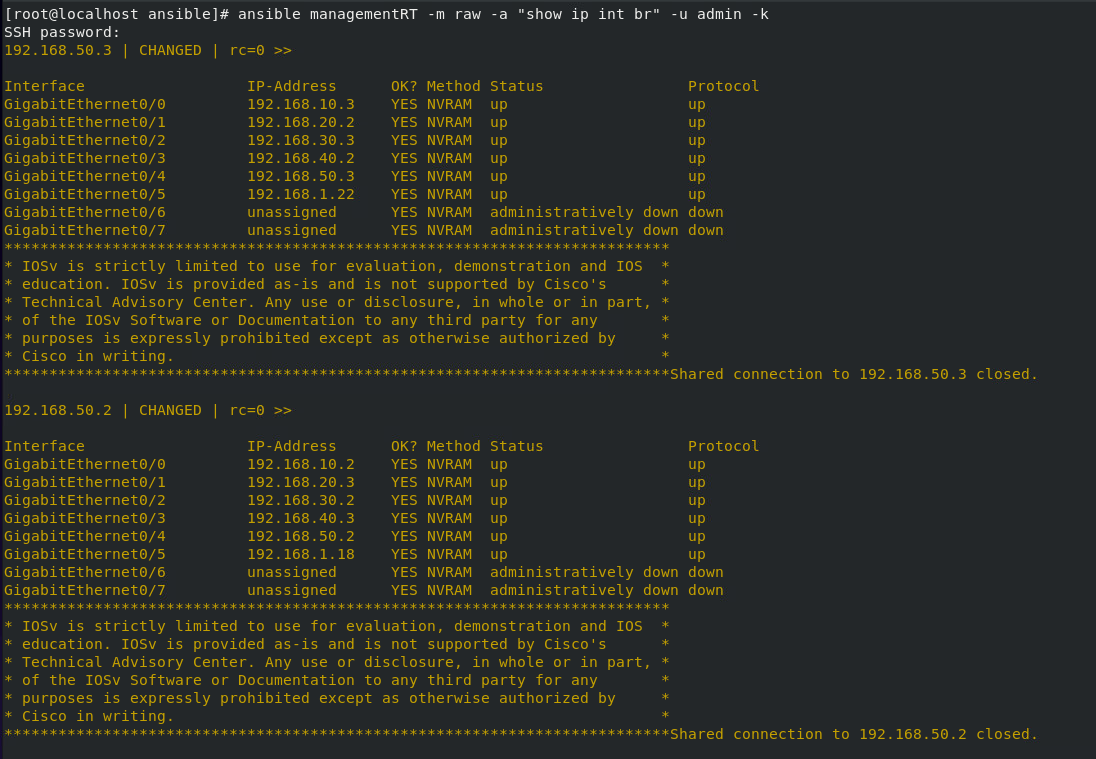 [root@localhost ansible]# ansible managementRT -m raw -a "show ip int br" -u admin -k
SSH password:
192.168.50.3 | CHANGED | rc=0 >>

Interface                  IP-Address      OK? Method Status                Protocol
GigabitEthernet0/0         192.168.10.3    YES NVRAM  up                    up
GigabitEthernet0/1         192.168.20.2    YES NVRAM  up                    up
GigabitEthernet0/2         192.168.30.3    YES NVRAM  up                    up
GigabitEthernet0/3         192.168.40.2    YES NVRAM  up                    up
GigabitEthernet0/4         192.168.50.3    YES NVRAM  up                    up
GigabitEthernet0/5         192.168.1.22    YES NVRAM  up                    up
GigabitEthernet0/6         unassigned      YES NVRAM  administratively down down
GigabitEthernet0/7         unassigned      YES NVRAM  administratively down down
**************************************************************************
* IOSv is strictly limited to use for evaluation, demonstration and IOS  *
* education. IOSv is provided as-is and is not supported by Cisco's      *
* Technical Advisory Center. Any use or disclosure, in whole or in part, *
* of the IOSv Software or Documentation to any third party for any       *
* purposes is expressly prohibited except as otherwise authorized by     *
* Cisco in writing.                                                      *
**************************************************************************Shared connection to 192.168.50.3 closed.

192.168.50.2 | CHANGED | rc=0 >>

Interface                  IP-Address      OK? Method Status                Protocol
GigabitEthernet0/0         192.168.10.2    YES NVRAM  up                    up
GigabitEthernet0/1         192.168.20.3    YES NVRAM  up                    up
GigabitEthernet0/2         192.168.30.2    YES NVRAM  up                    up
GigabitEthernet0/3         192.168.40.3    YES NVRAM  up                    up
GigabitEthernet0/4         192.168.50.2    YES NVRAM  up                    up
GigabitEthernet0/5         192.168.1.18    YES NVRAM  up                    up
GigabitEthernet0/6         unassigned      YES NVRAM  administratively down down
GigabitEthernet0/7         unassigned      YES NVRAM  administratively down down
**************************************************************************
* IOSv is strictly limited to use for evaluation, demonstration and IOS  *
* education. IOSv is provided as-is and is not supported by Cisco's      *
* Technical Advisory Center. Any use or disclosure, in whole or in part, *
* of the IOSv Software or Documentation to any third party for any       *
* purposes is expressly prohibited except as otherwise authorized by     *
* Cisco in writing.                                                      *
**************************************************************************Shared connection to 192.168.50.2 closed.